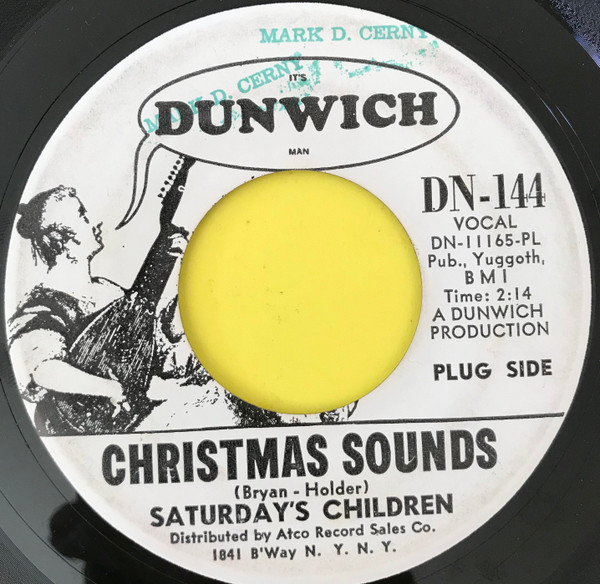 MARK D. CERNY
MARK D. CERNY
IT'S
DUNWICH
MAN
DN-144
VOCAL
DN-11165-PL
Pub., Yuggoth,
BMI
Time: 2:14
A DUNWICH
PRODUCTION
PLUG SIDE
CHRISTMAS SOUNDS
(Bryan - Holder)
SATURDAY'S CHILDREN
Distributed by Atco Record Sales Co.
1841 B'Way N. Y. N. Y.